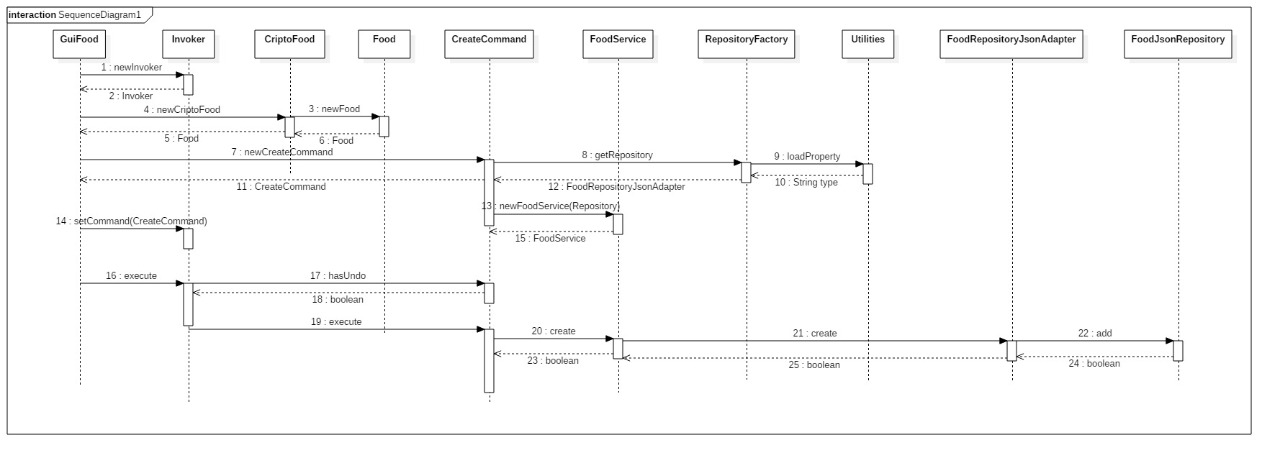 interaction SequenceDiagram1
GuiFood Invoker CriptoFood Food CreateCommand FoodService RepositoryFactory Utilities FoodRepositoryJsonAdapter FoodJsonRepository
1 : newInvoker
2 : Invoker
4 : newCriptoFood 3 : newFood
5 : Food 6 : Food
7 : newCreateCommand 8 : getRepository 9 : loadProperty
11 : CreateCommand 12 : FoodRepositoryJsonAdapter 10 : String type
13 : newFoodService(Repository)
14 : setCommand(CreateCommand)
15 : FoodService
16 : execute 17 : hasUndo
18 : boolean
19 : execute 20 : create 21 : create 22 : add
23 : boolean 25 : boolean 24 : boolean